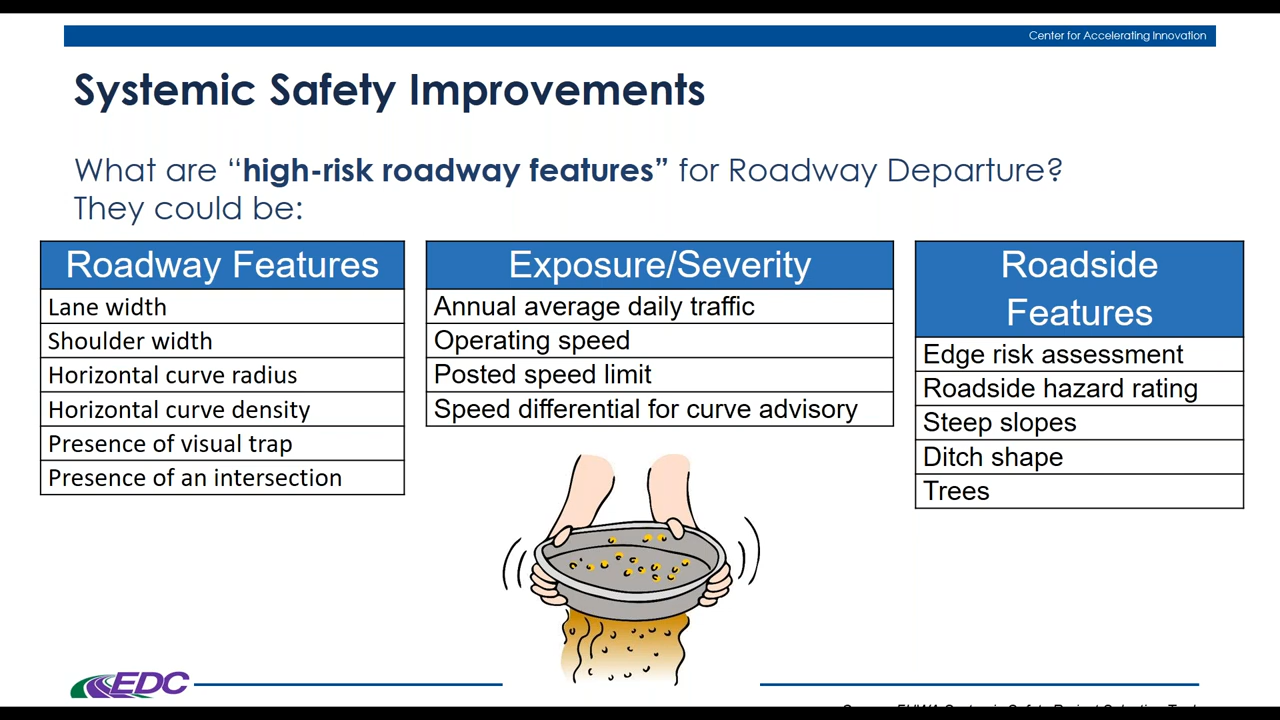 Center for Accelerating Innovation
Systemic Safety Improvements
What are “high-risk roadway features” for Roadway Departure?
They could be:
Roadway Features
Lane width
Shoulder width
Horizontal curve radius
Horizontal curve density
Presence of visual trap
Presence of an intersection
Exposure/Severity
Annual average daily traffic
Operating speed
Posted speed limit
Speed differential for curve advisory
Roadside
Features
Edge risk assessment
Roadside hazard rating
Steep slopes
Ditch shape
Trees
EDC